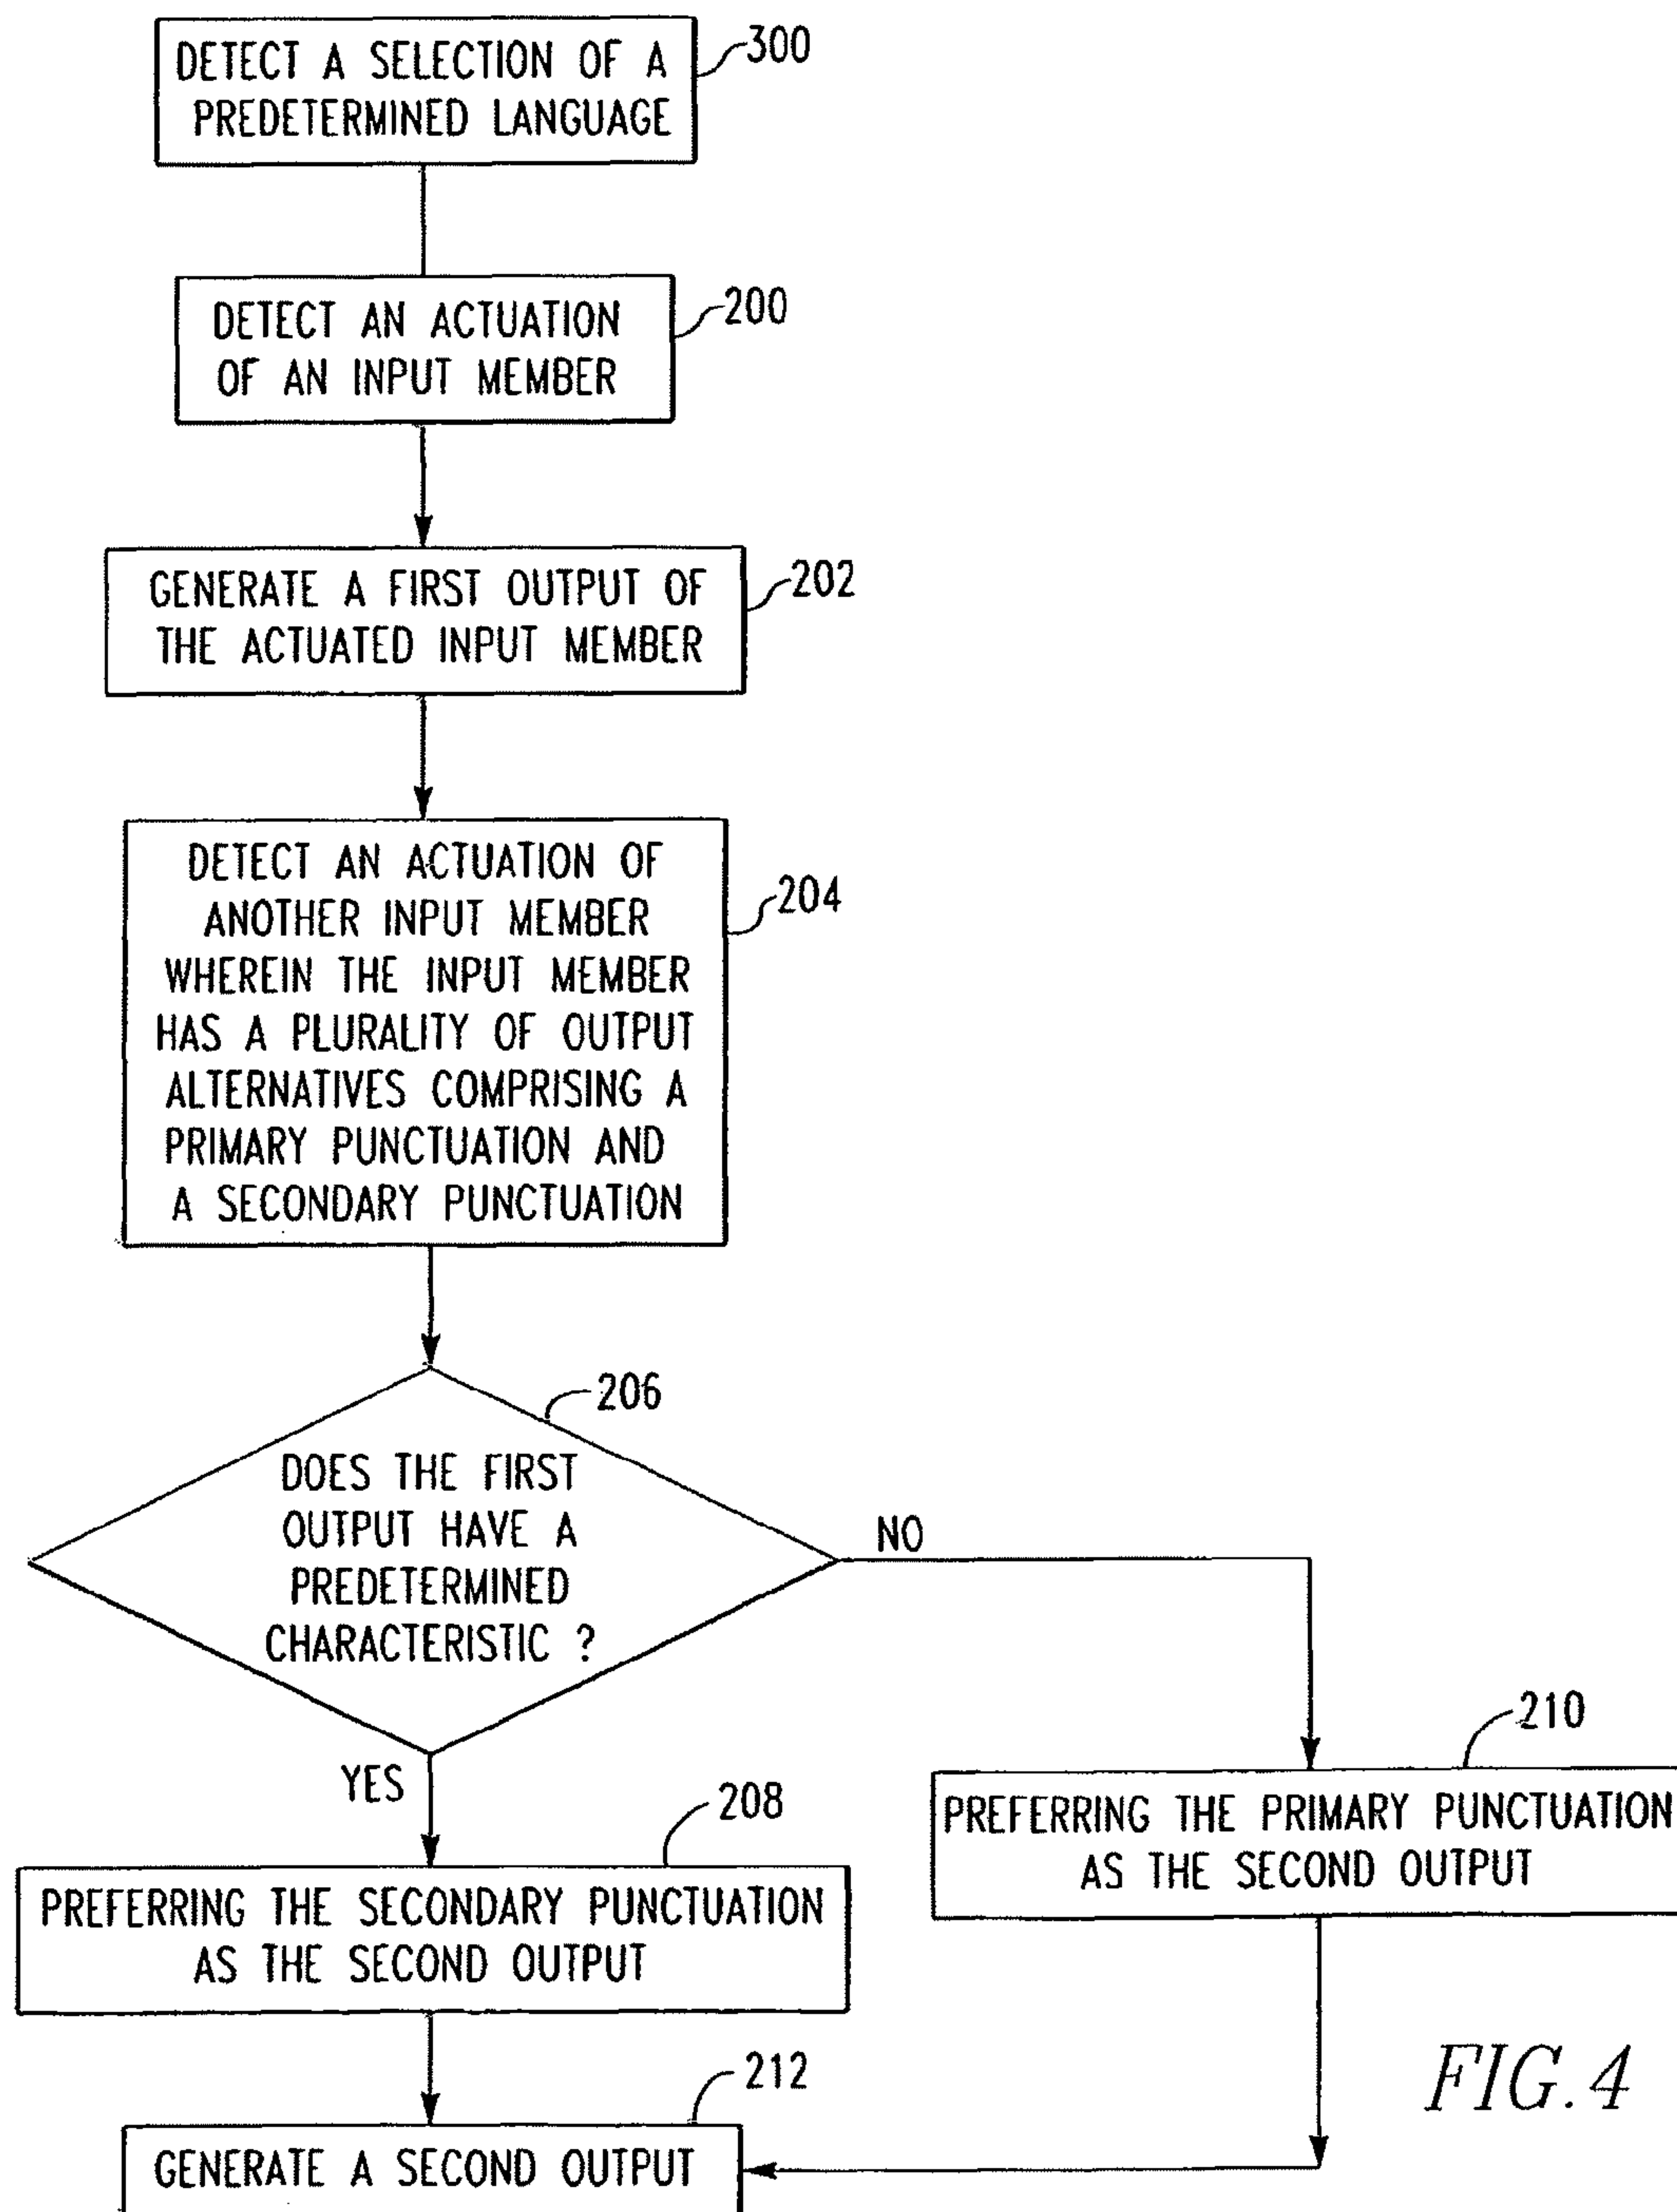 DETECT A SELECTION OF A
PREDETERMINED LANGUAGE
300
DETECT AN ACTUATION
OF AN INPUT MEMBER
200
GENERATE A FIRST OUTPUT OF
THE ACTUATED INPUT MEMBER
202
DETECT AN ACTUATION OF
ANOTHER INPUT MEMBER
WHEREIN THE INPUT MEMBER
HAS A PLURALITY OF OUTPUT
ALTERNATIVES COMPRISING A
PRIMARY PUNCTUATION AND
A SECONDARY PUNCTUATION
204
206
DOES THE FIRST
OUTPUT HAVE A
PREDETERMINED
CHARACTERISTIC ?
NO
YES
210
PREFERRING THE PRIMARY PUNCTUATION
AS THE SECOND OUTPUT
208
PREFERRING THE SECONDARY PUNCTUATION
AS THE SECOND OUTPUT
212
GENERATE A SECOND OUTPUT
FIG. 4